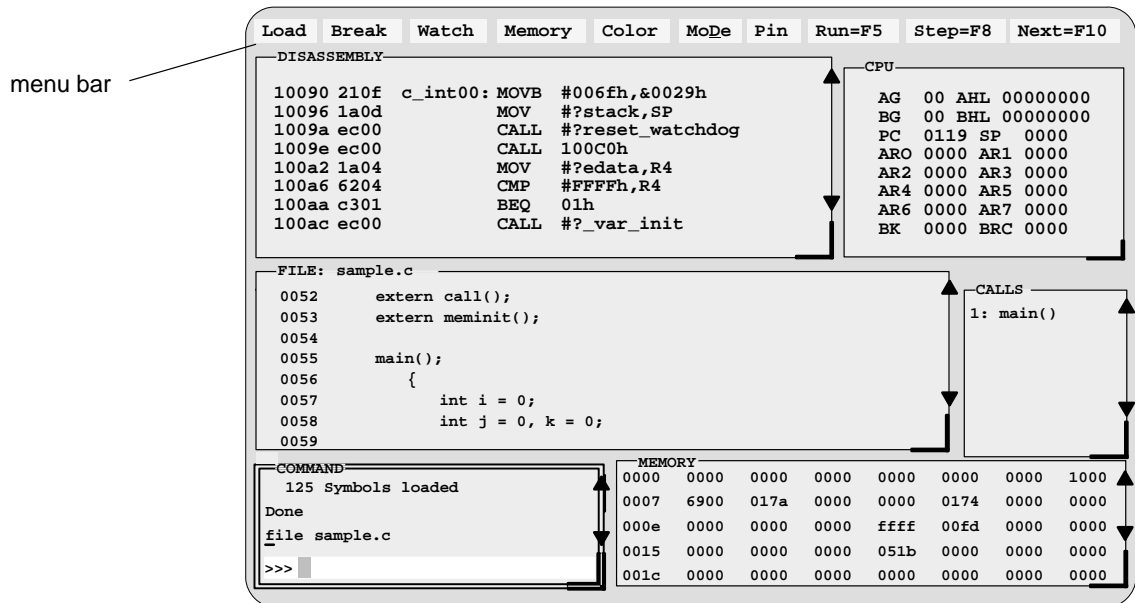 Load Break Watch Memory Color MoDe Pin Run=F5 Step=F8 Next=F10
menu bar
DISASSEMBLY
10090 210f c_int00: MOVB #006fh,&0029h
10096 1a0d MOV #?stack,SP
1009a ec00 CALL #?reset_watchdog
1009e ec00 CALL 100C0h
100a2 1a04 MOV #?edata,R4
100a6 6204 CMP #FFFFh,R4
100aa c301 BEQ 01h
100ac ec00 CALL #?_var_init
CPU
AG 00 AHL 00000000
BG 00 BHL 00000000
PC 0119 SP 0000
ARO 0000 AR1 0000
AR2 0000 AR3 0000
AR4 0000 AR5 0000
AR6 0000 AR7 0000
BK 0000 BRC 0000
FILE: sample.c
0052 extern call();
0053 extern meminit();
0054
0055 main();
0056 {
0057 int i = 0;
0058 int j = 0, k = 0;
0059
CALLS
1: main()
COMMAND
125 Symbols loaded
Done
file sample.c
>>>
MEMORY
0000 0000 0000 0000 0000 0000 0000 1000
0007 6900 017a 0000 0000 0174 0000 0000
000e 0000 0000 0000 ffff 00fd 0000 0000
0015 0000 0000 0000 051b 0000 0000 0000
001c 0000 0000 0000 0000 0000 0000 0000